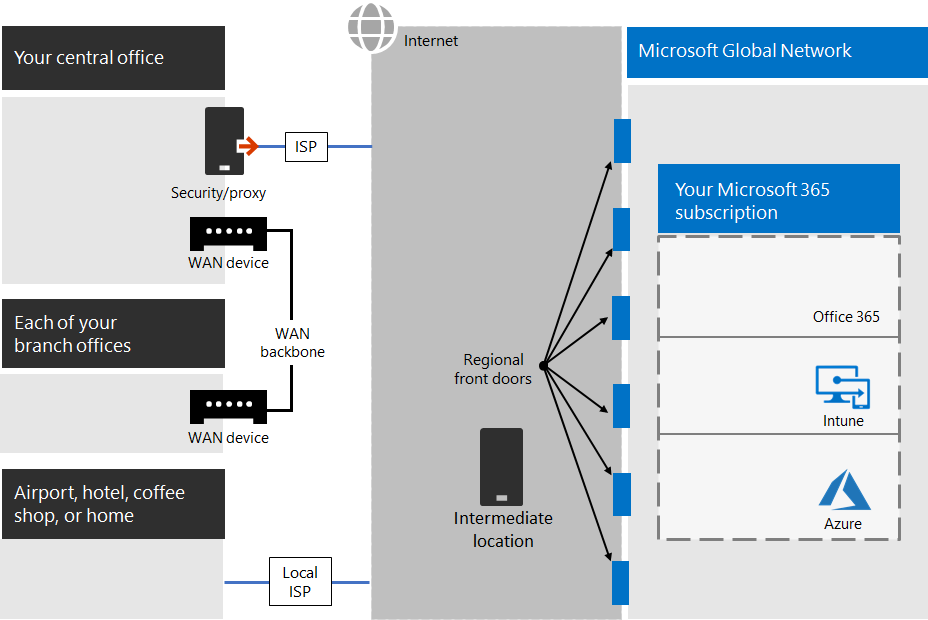 Your central office
Security/proxy
ISP
WAN device
Each of your
branch offices
WAN
backbone
WAN device
Airport, hotel, coffee
shop, or home
Local
ISP
Internet
Regional
front doors
Intermediate
location
Microsoft Global Network
Your Microsoft 365
subscription
Office 365
Intune
Azure